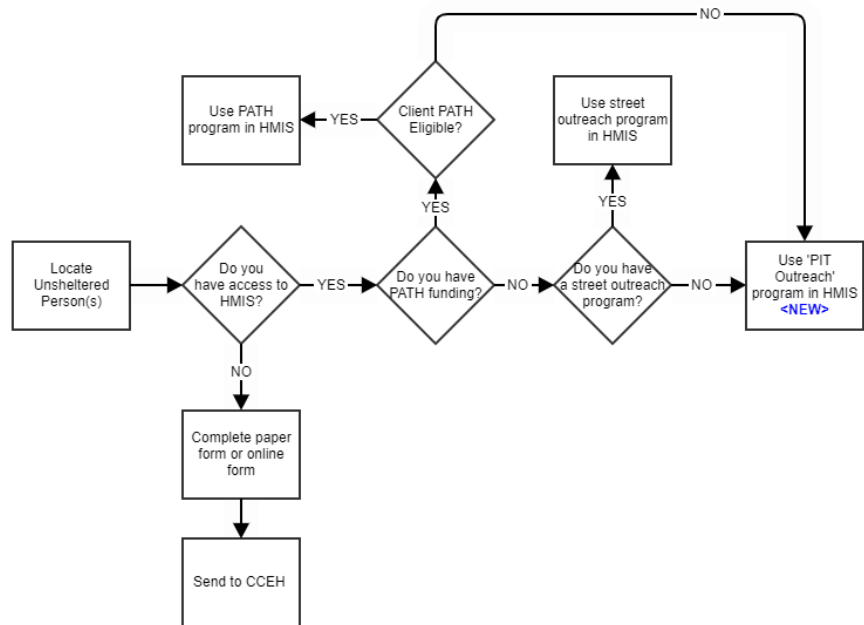 NO
Use PATH
program in HMIS
YES
Client PATH
Eligible?
Use street
outreach program
in HMIS
YES
YES
Locate
Unsheltered
Person(s)
Do you
have access to
HMIS?
YES
Do you have
PATH funding?
NO
Do you have
a street outreach
program?
NO
Use 'PIT
Outreach'
program in HMIS
<NEW>
NO
Complete paper
form or online
form
Send to CCEH